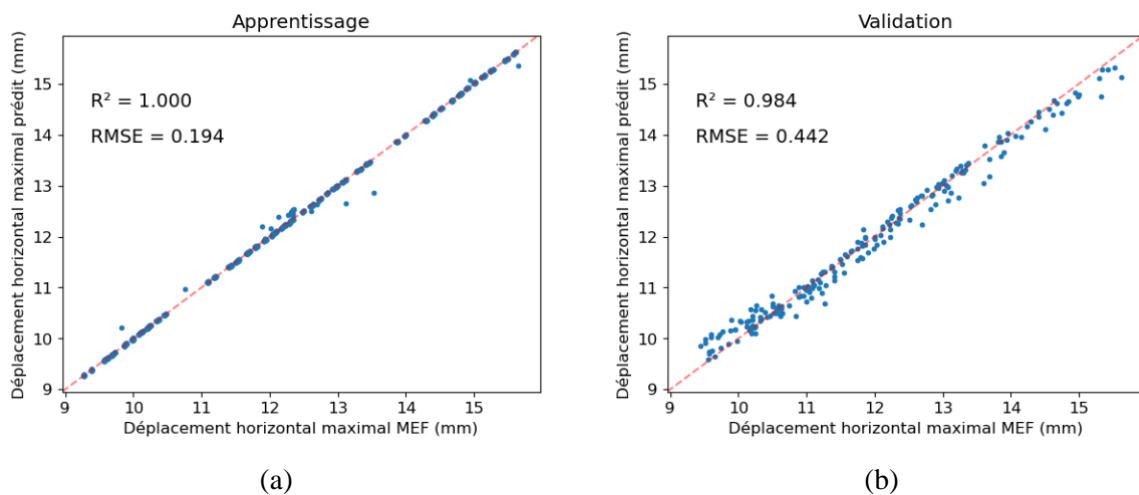 Apprentissage
Déplacement horizontal maximal prédit (mm)
15
14
13
12
11
10
9
R² = 1.000
RMSE = 0.194
9 10 11 12 13 14 15
Déplacement horizontal maximal MEF (mm)
(a)
Validation
Déplacement horizontal maximal prédit (mm)
15
14
13
12
11
10
9
R² = 0.984
RMSE = 0.442
9 10 11 12 13 14 15
Déplacement horizontal maximal MEF (mm)
(b)